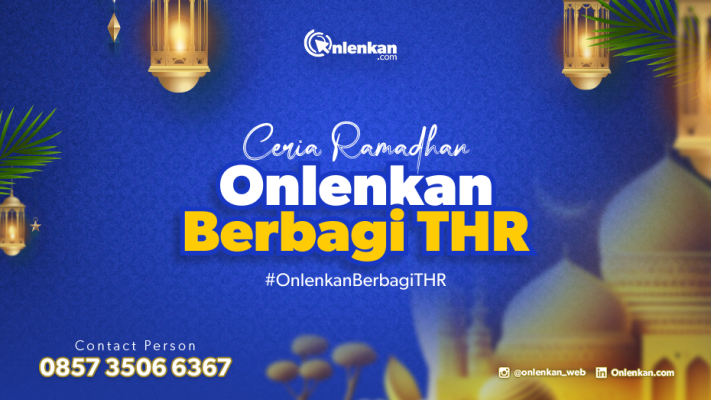 Onlenkan
.com
Ceria Ramadhan
Onlenkan
Berbagi THR
#OnlenkanBerbagiTHR
Contact Person
0857 3506 6367
@onlenkan_web
Onlenkan.com